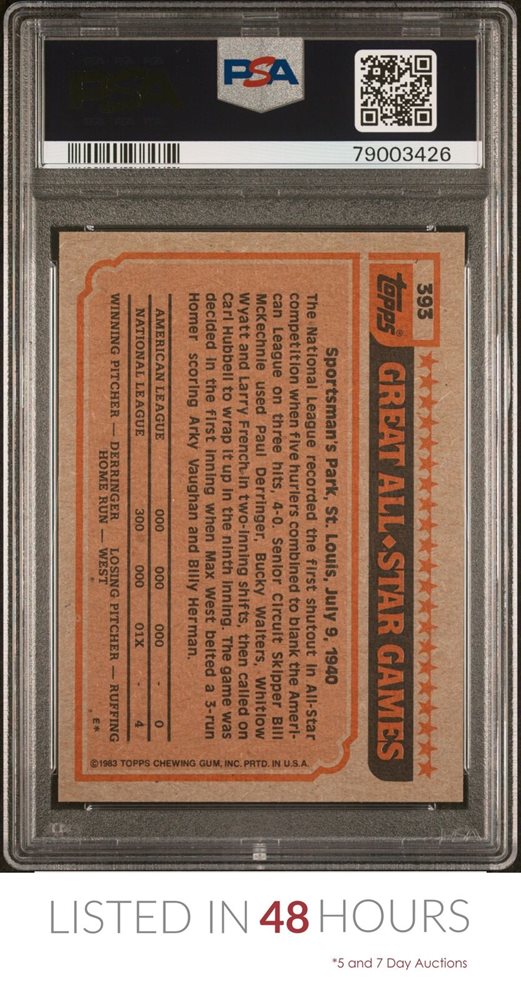 PSA
79003426
393
topps®
GREAT ALL-STAR GAMES
Sportsman's Park, St. Louis, July 9, 1940
The National League recorded the first shutout in All-Star
competition when five hurlers combined to blank the Ameri-
can League on three hits, 4-0. Senior Circuit Skipper Bill
McKechnie used Paul Derringer, Bucky Walters, Whitlow
Wyatt and Larry French in two-inning shifts, then called on
Carl Hubbell to wrap it up in the ninth inning. The game was
decided in the first inning when Max West belted a 3-run
Homer scoring Arky Vaughan and Billy Herman.
AMERICAN LEAGUE 000 000 000 - 0
NATIONAL LEAGUE 300 000 01X - 4
WINNING PITCHER — DERRINGER LOSING PITCHER — RUFFING
HOME RUN — WEST
E*
©1983 TOPPS CHEWING GUM, INC. PRTD. IN U.S.A.
LISTED IN 48 HOURS
*5 and 7 Day Auctions